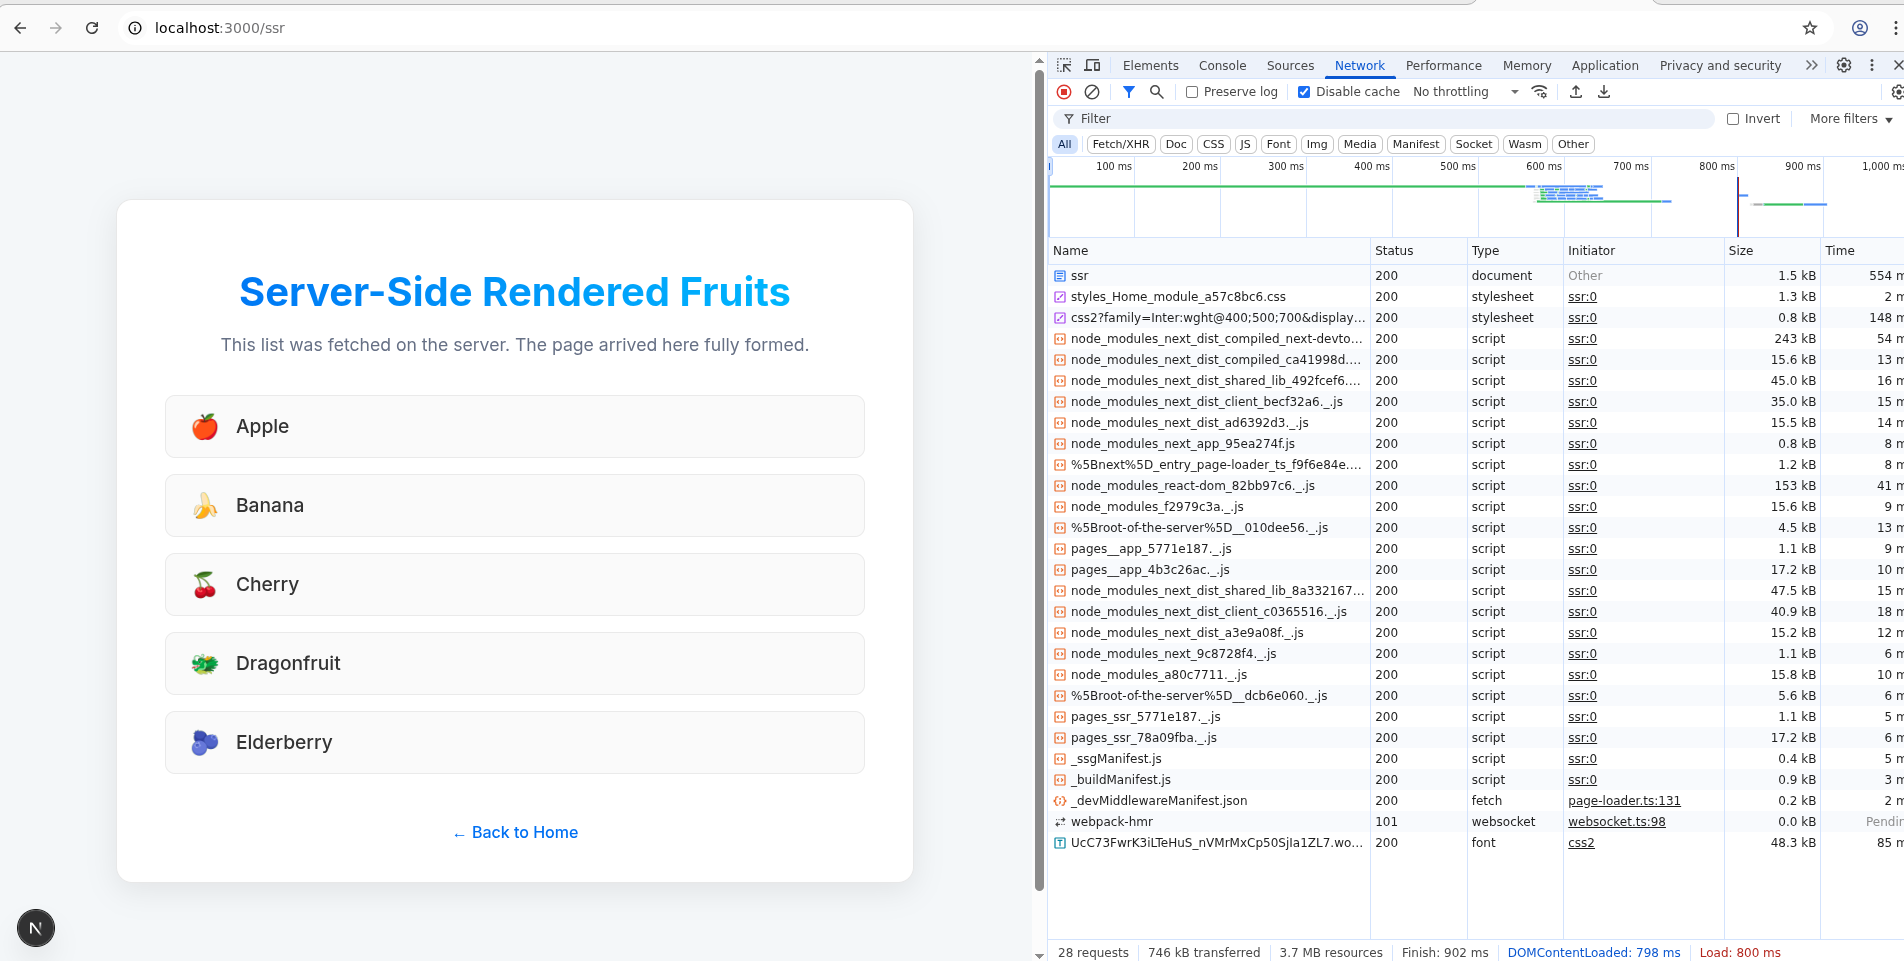 localhost:3000/ssr
Server-Side Rendered Fruits
This list was fetched on the server. The page arrived here fully formed.
Apple
Banana
Cherry
Dragonfruit
Elderberry
← Back to Home
N
Elements Console Sources Network Performance Memory Application Privacy and security
Preserve log Disable cache No throttling
Filter Invert More filters
All Fetch/XHR Doc CSS JS Font Img Media Manifest Socket Wasm Other
100 ms 200 ms 300 ms 400 ms 500 ms 600 ms 700 ms 800 ms 900 ms 1,000 ms
Name Status Type Initiator Size Time
ssr 200 document Other 1.5 kB 554 m
styles_Home_module_a57c8bc6.css 200 stylesheet ssr:0 1.3 kB 2 m
css2?family=Inter:wght@400;500;700&display... 200 stylesheet ssr:0 0.8 kB 148 m
node_modules_next_dist_compiled_next-devto... 200 script ssr:0 243 kB 54 m
node_modules_next_dist_compiled_ca41998d.... 200 script ssr:0 15.6 kB 13 m
node_modules_next_dist_shared_lib_492fcef6.... 200 script ssr:0 45.0 kB 16 m
node_modules_next_dist_client_becf32a6._.js 200 script ssr:0 35.0 kB 15 m
node_modules_next_dist_ad6392d3._.js 200 script ssr:0 15.5 kB 14 m
node_modules_next_app_95ea274f.js 200 script ssr:0 0.8 kB 8 m
%5Bnext%5D_entry_page-loader_ts_f9f6e84e.... 200 script ssr:0 1.2 kB 8 m
node_modules_react-dom_82bb97c6._.js 200 script ssr:0 153 kB 41 m
node_modules_f2979c3a._.js 200 script ssr:0 15.6 kB 9 m
%5Broot-of-the-server%5D__010dee56._.js 200 script ssr:0 4.5 kB 13 m
pages__app_5771e187._.js 200 script ssr:0 1.1 kB 9 m
pages__app_4b3c26ac._.js 200 script ssr:0 17.2 kB 10 m
node_modules_next_dist_shared_lib_8a332167... 200 script ssr:0 47.5 kB 15 m
node_modules_next_dist_client_c0365516._.js 200 script ssr:0 40.9 kB 18 m
node_modules_next_dist_a3e9a08f._.js 200 script ssr:0 15.2 kB 12 m
node_modules_next_9c8728f4._.js 200 script ssr:0 1.1 kB 6 m
node_modules_a80c7711._.js 200 script ssr:0 15.8 kB 10 m
%5Broot-of-the-server%5D__dcb6e060._.js 200 script ssr:0 5.6 kB 6 m
pages_ssr_5771e187._.js 200 script ssr:0 1.1 kB 5 m
pages_ssr_78a09fba._.js 200 script ssr:0 17.2 kB 6 m
_ssgManifest.js 200 script ssr:0 0.4 kB 5 m
_buildManifest.js 200 script ssr:0 0.9 kB 3 m
_devMiddlewareManifest.json 200 fetch page-loader.ts:131 0.2 kB 2 m
webpack-hmr 101 websocket websocket.ts:98 0.0 kB Pendin
UcC73FwrK3iLTeHuS_nVMrMxCp50SjIa1ZL7.wo... 200 font css2 48.3 kB 85 m
28 requests 746 kB transferred 3.7 MB resources Finish: 902 ms DOMContentLoaded: 798 ms Load: 800 ms